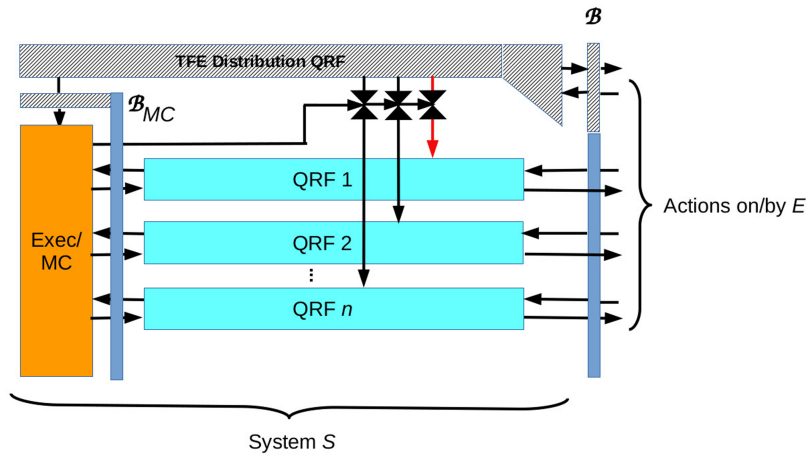 ℬ
TFE Distribution QRF
ℬMC
QRF 1
Actions on/by E
Exec/
MC
QRF 2
...
QRF n
System S